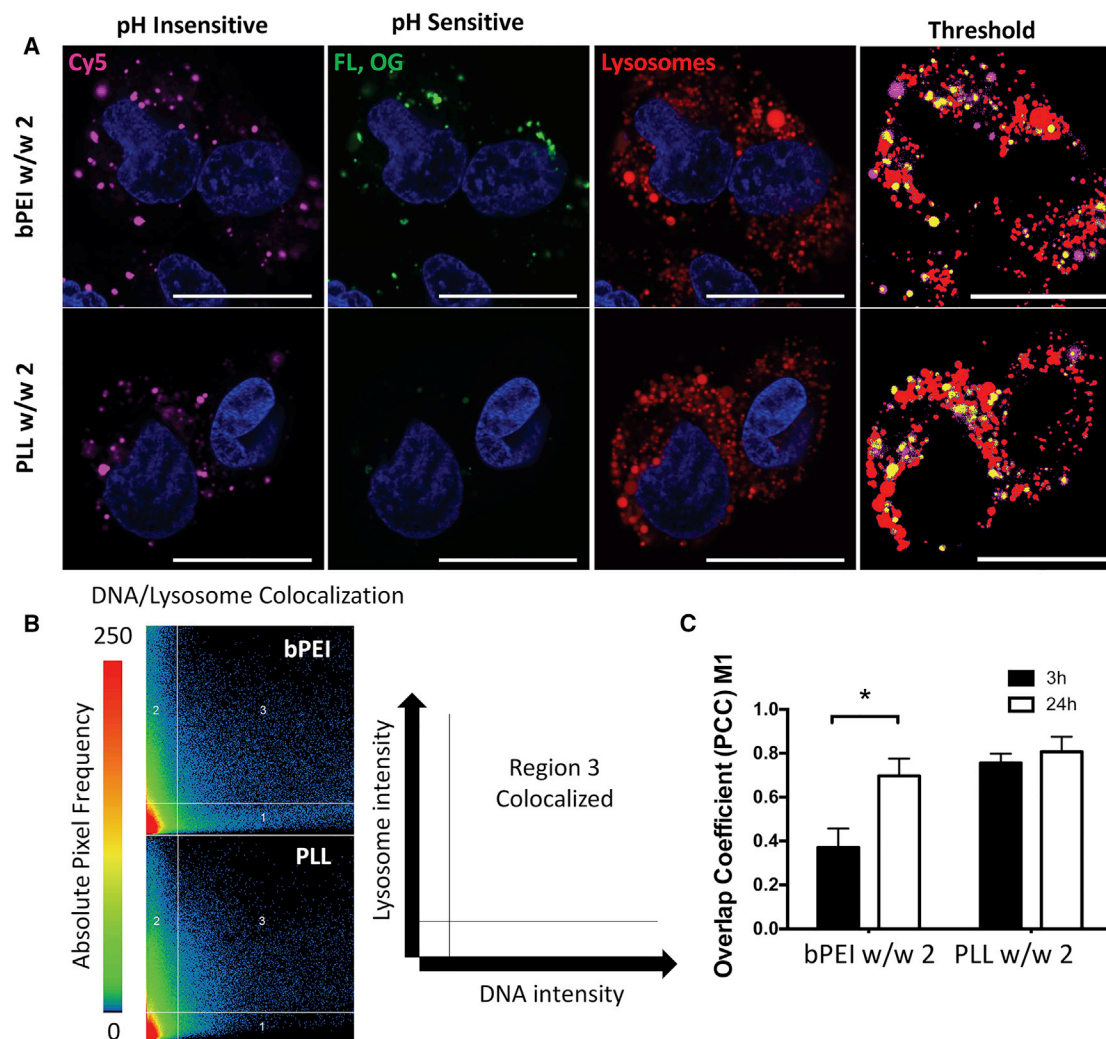 pH Insensitive
pH Sensitive
Threshold
A
Cy5
FL, OG
Lysosomes
bPEI w/w 2
PLL w/w 2
DNA/Lysosome Colocalization
B
250
Absolute Pixel Frequency
0
bPEI
2
3
1
PLL
2
3
1
Lysosome intensity
Region 3
Colocalized
DNA intensity
C
3h
24h
*
Overlap Coefficient (PCC) M1
1.0
0.8
0.6
0.4
0.2
0.0
bPEI w/w 2
PLL w/w 2